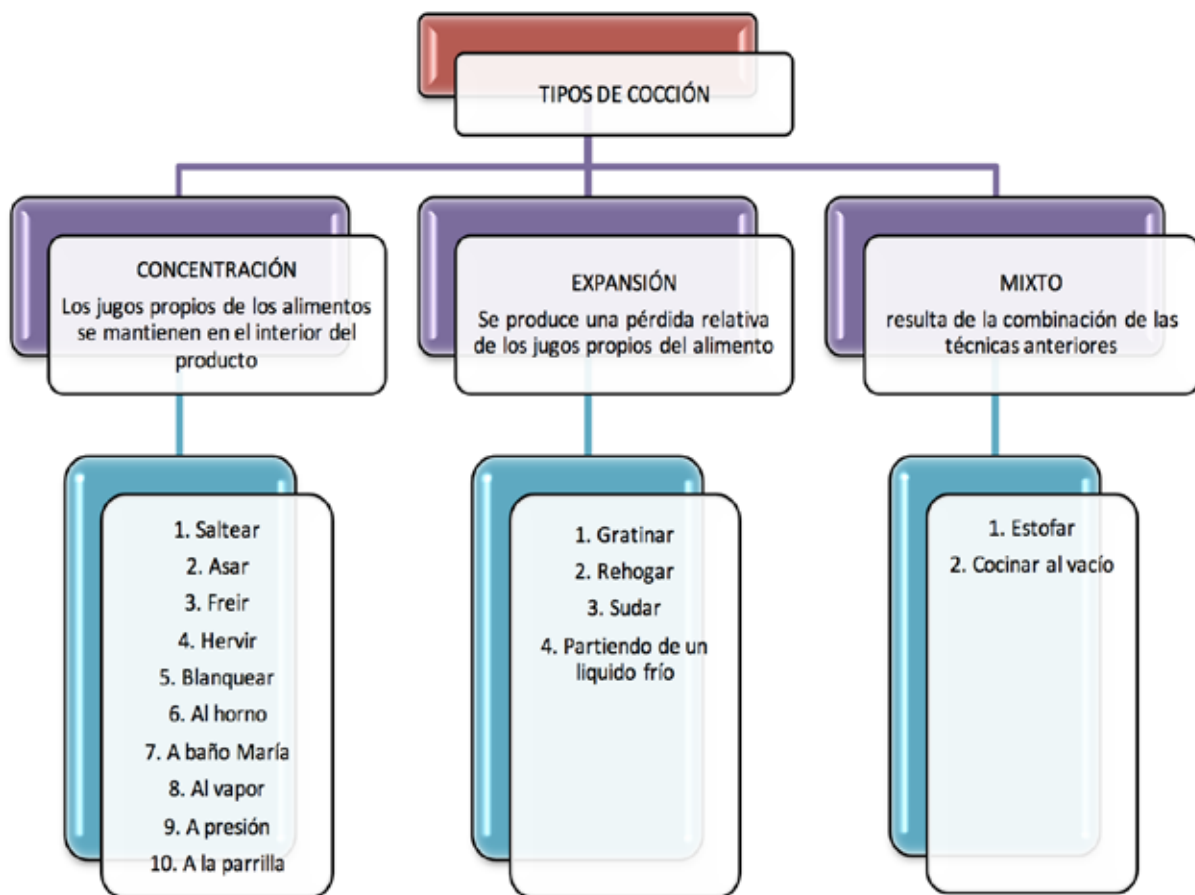 TIPOS DE COCCIÓN
CONCENTRACIÓN
Los jugos propios de los alimentos
se mantienen en el interior del
producto
EXPANSIÓN
Se produce una pérdida relativa
de los jugos propios del alimento
MIXTO
resulta de la combinación de las
técnicas anteriores
1. Saltear
2. Asar
3. Freir
4. Hervir
5. Blanquear
6. Al horno
7. A baño María
8. Al vapor
9. A presión
10. A la parrilla
1. Gratinar
2. Rehogar
3. Sudar
4. Partiendo de un
liquido frío
1. Estofar
2. Cocinar al vacío